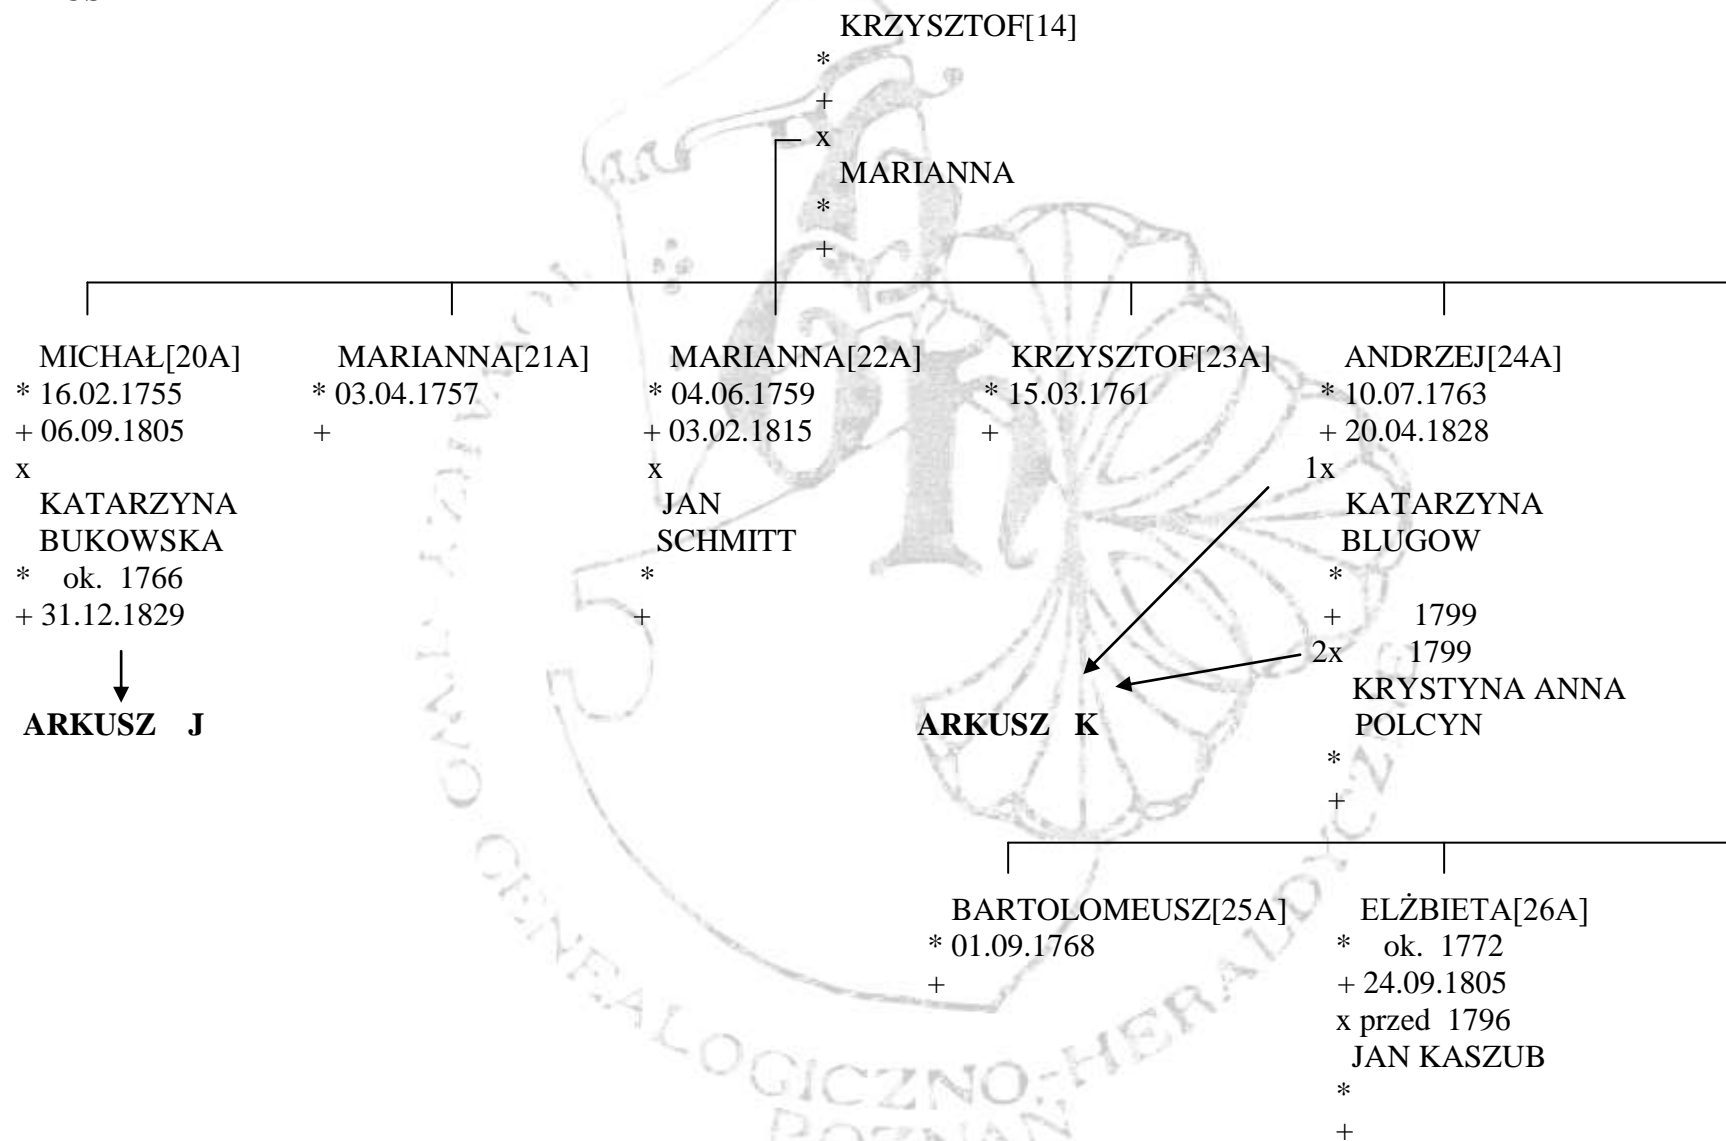 KRZYSZTOF[14]
*
+
x
MARIANNA
*
+
MICHAŁ[20A]
* 16.02.1755
+ 06.09.1805
x
KATARZYNA
BUKOWSKA
* ok. 1766
+ 31.12.1829
ARKUSZ J
MARIANNA[21A]
* 03.04.1757
+
MARIANNA[22A]
* 04.06.1759
+ 03.02.1815
x
JAN
SCHMITT
*
+
KRZYSZTOF[23A]
* 15.03.1761
+
ANDRZEJ[24A]
* 10.07.1763
+ 20.04.1828
1x
KATARZYNA
BLUGOW
*
+ 1799
2x 1799
KRYSTYNA ANNA
POLCYN
*
+
ARKUSZ K
BARTOLOMEUSZ[25A]
* 01.09.1768
+
ELŻBIETA[26A]
* ok. 1772
+ 24.09.1805
x przed 1796
JAN KASZUB
*
+
GENEALOGICZNO-HERALDYCZNE